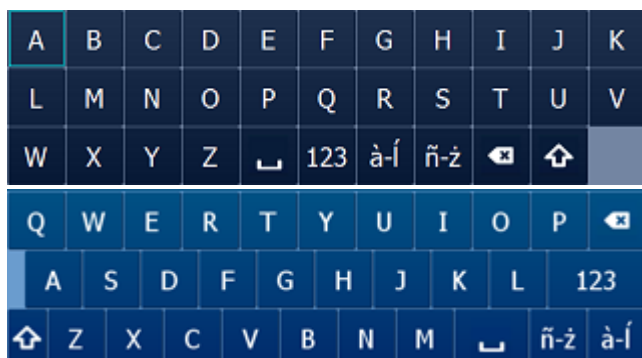 A B C D E F G H I J K
L M N O P Q R S T U V
W X Y Z 123 à-Í ñ-ż
Q W E R T Y U I O P
A S D F G H J K L 123
Z X C V B N M ñ-ż à-Í